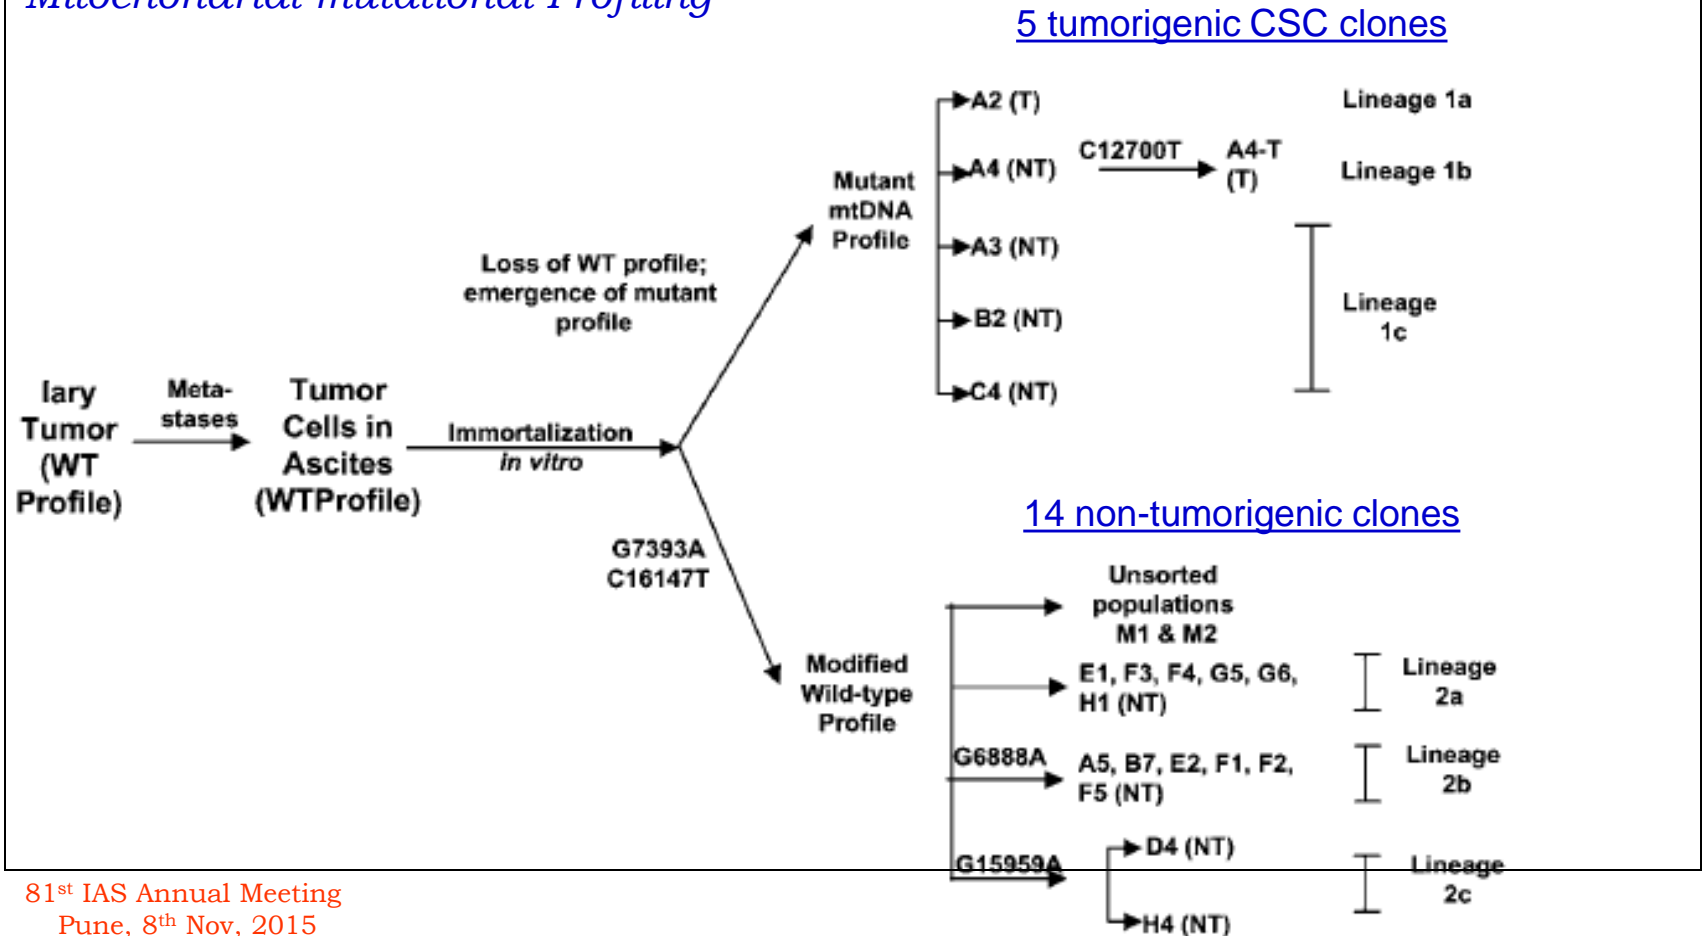 Mitochondrial mutational Profiling
5 tumorigenic CSC clones
A2 (T)
Lineage 1a
A4 (NT)
C12700T
A4-T
(T)
Lineage 1b
Mutant
mtDNA
Profile
A3 (NT)
B2 (NT)
C4 (NT)
Lineage
1c
Loss of WT profile;
emergence of mutant
profile
lary
Tumor
(WT
Profile)
Meta-
stases
Tumor
Cells in
Ascites
(WTProfile)
Immortalization
in vitro
G7393A
C16147T
14 non-tumorigenic clones
Modified
Wild-type
Profile
Unsorted
populations
M1 & M2
E1, F3, F4, G5, G6,
H1 (NT)
Lineage
2a
G6888A
A5, B7, E2, F1, F2,
F5 (NT)
Lineage
2b
G15959A
D4 (NT)
H4 (NT)
Lineage
2c
81st IAS Annual Meeting
Pune, 8th Nov, 2015